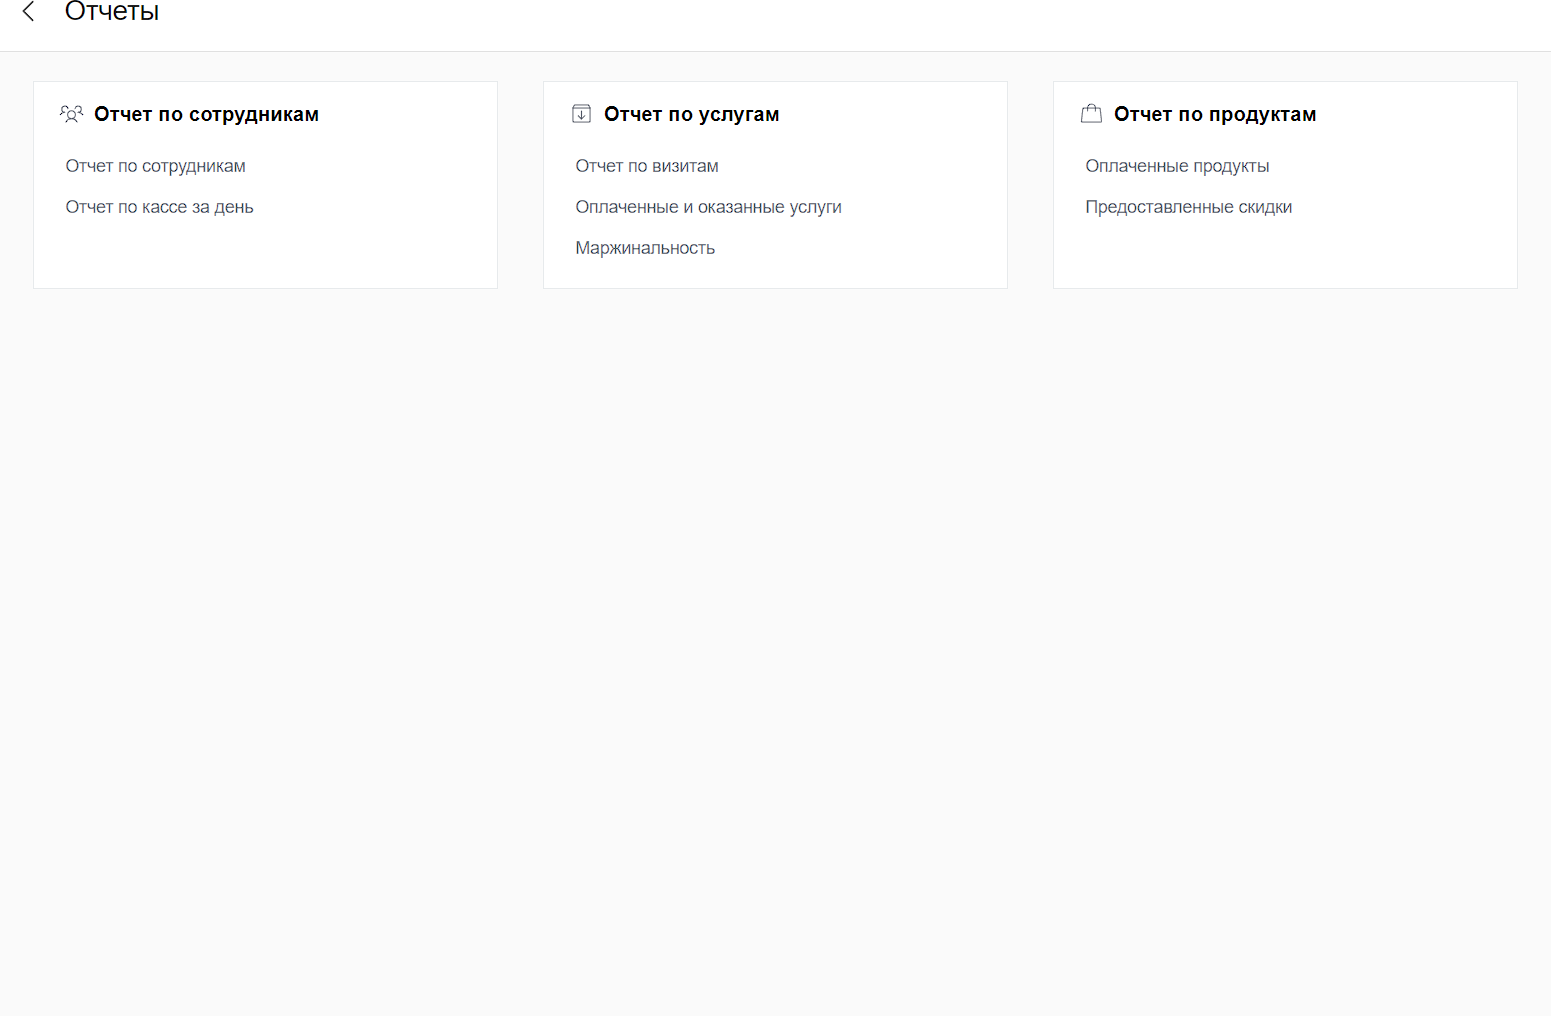 Отчеты
Отчет по сотрудникам
Отчет по сотрудникам
Отчет по кассе за день
Отчет по услугам
Отчет по визитам
Оплаченные и оказанные услуги
Маржинальность
Отчет по продуктам
Оплаченные продукты
Предоставленные скидки